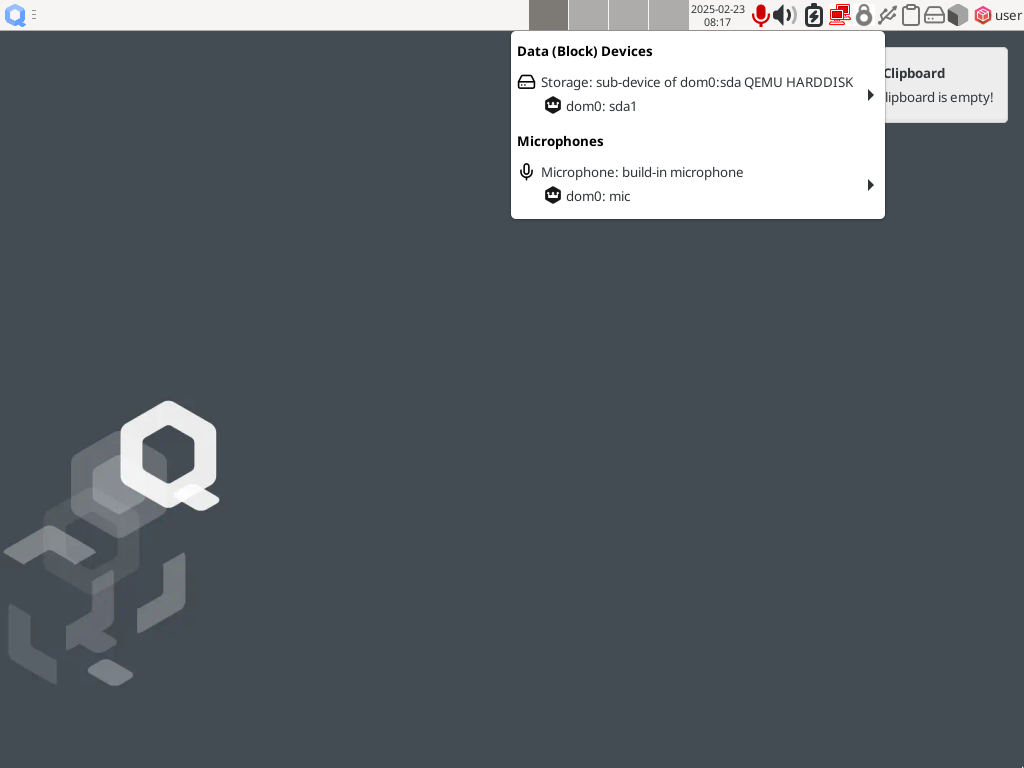 2025-02-23
08:17
user
Data (Block) Devices
Storage: sub-device of dom0:sda QEMU HARDDISK
dom0: sda1
Microphones
Microphone: build-in microphone
dom0: mic
Clipboard
lipboard is empty!